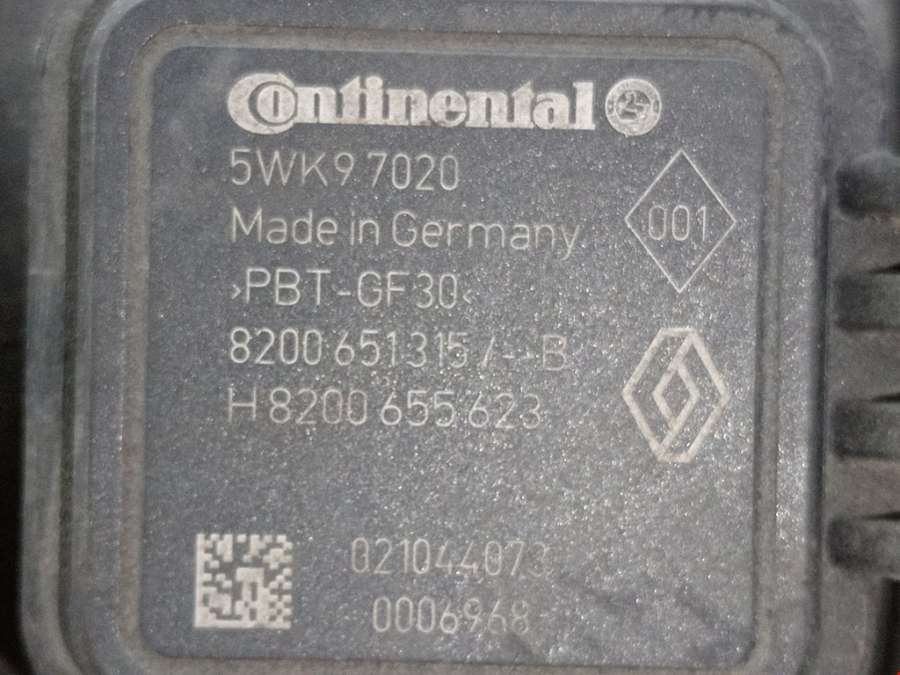 Continental
5WK9 7020
001
Made in Germany
>PBT-GF30<
8200 651 315 /--B
H 8200 655 623
021044073
0006968